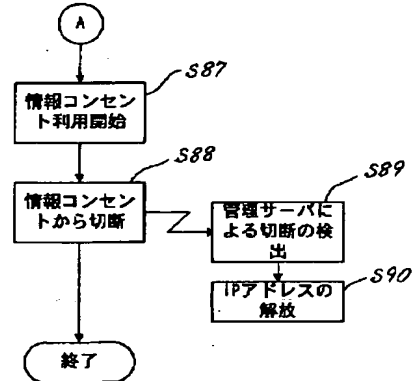 A
S87
情報コンセン
ト利用開始
S88
情報コンセン
トから切断
S89
管理サーバに
よる切断の検
出
S90
IPアドレスの
解放
終了